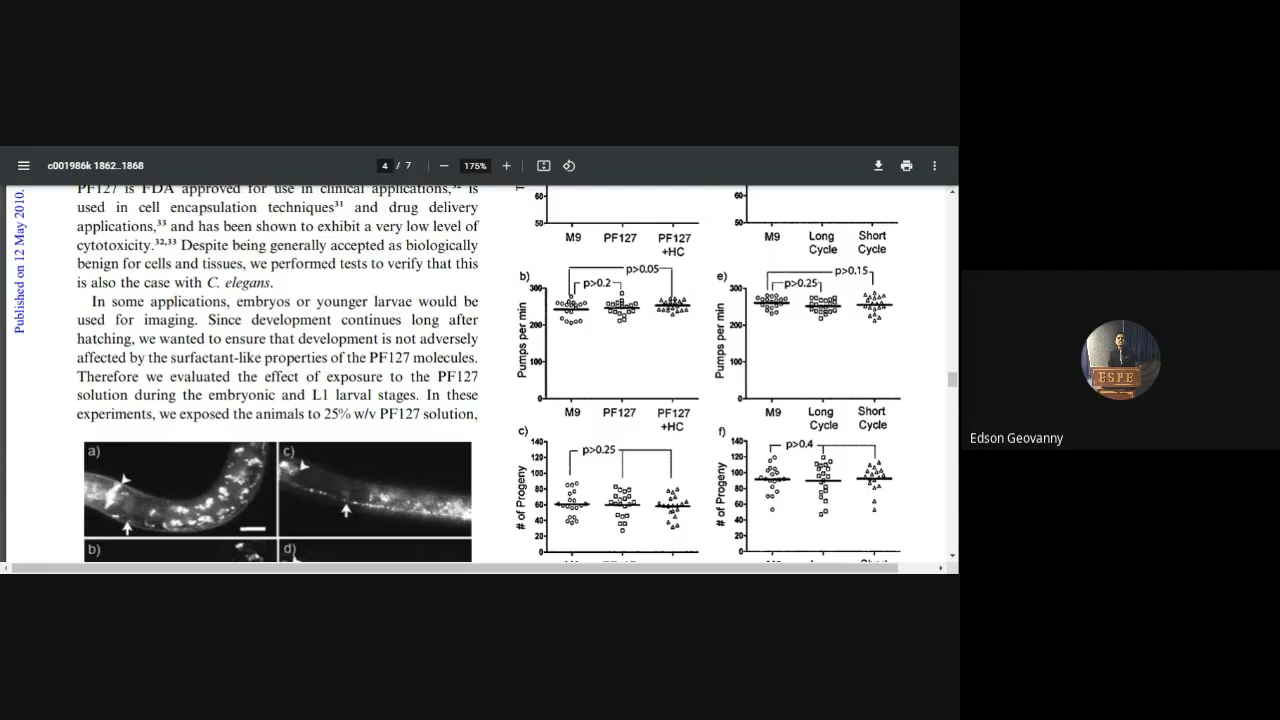 c001986k 1862..1868
4 / 7
175%
Published on 12 May 2010.
PF127 is FDA approved for use in clinical applications,³² is
used in cell encapsulation techniques³¹ and drug delivery
applications,³³ and has been shown to exhibit a very low level of
cytotoxicity.³²,³³ Despite being generally accepted as biologically
benign for cells and tissues, we performed tests to verify that this
is also the case with C. elegans.
In some applications, embryos or younger larvae would be
used for imaging. Since development continues long after
hatching, we wanted to ensure that development is not adversely
affected by the surfactant-like properties of the PF127 molecules.
Therefore we evaluated the effect of exposure to the PF127
solution during the embryonic and L1 larval stages. In these
experiments, we exposed the animals to 25% w/v PF127 solution,
a)
c)
b)
d)
60
50
M9 PF127 PF127
+HC
60
50
M9 Long Short
Cycle Cycle
b)
p>0.05
p>0.2
300
200
100
0
Pumps per min
M9 PF127 PF127
+HC
e)
p>0.15
p>0.25
300
200
100
0
Pumps per min
M9 Long Short
Cycle Cycle
c)
p>0.25
140
120
100
80
60
40
20
0
# of Progeny
f)
p>0.4
140
120
100
80
60
40
20
0
# of Progeny
ESPE
Edson Geovanny